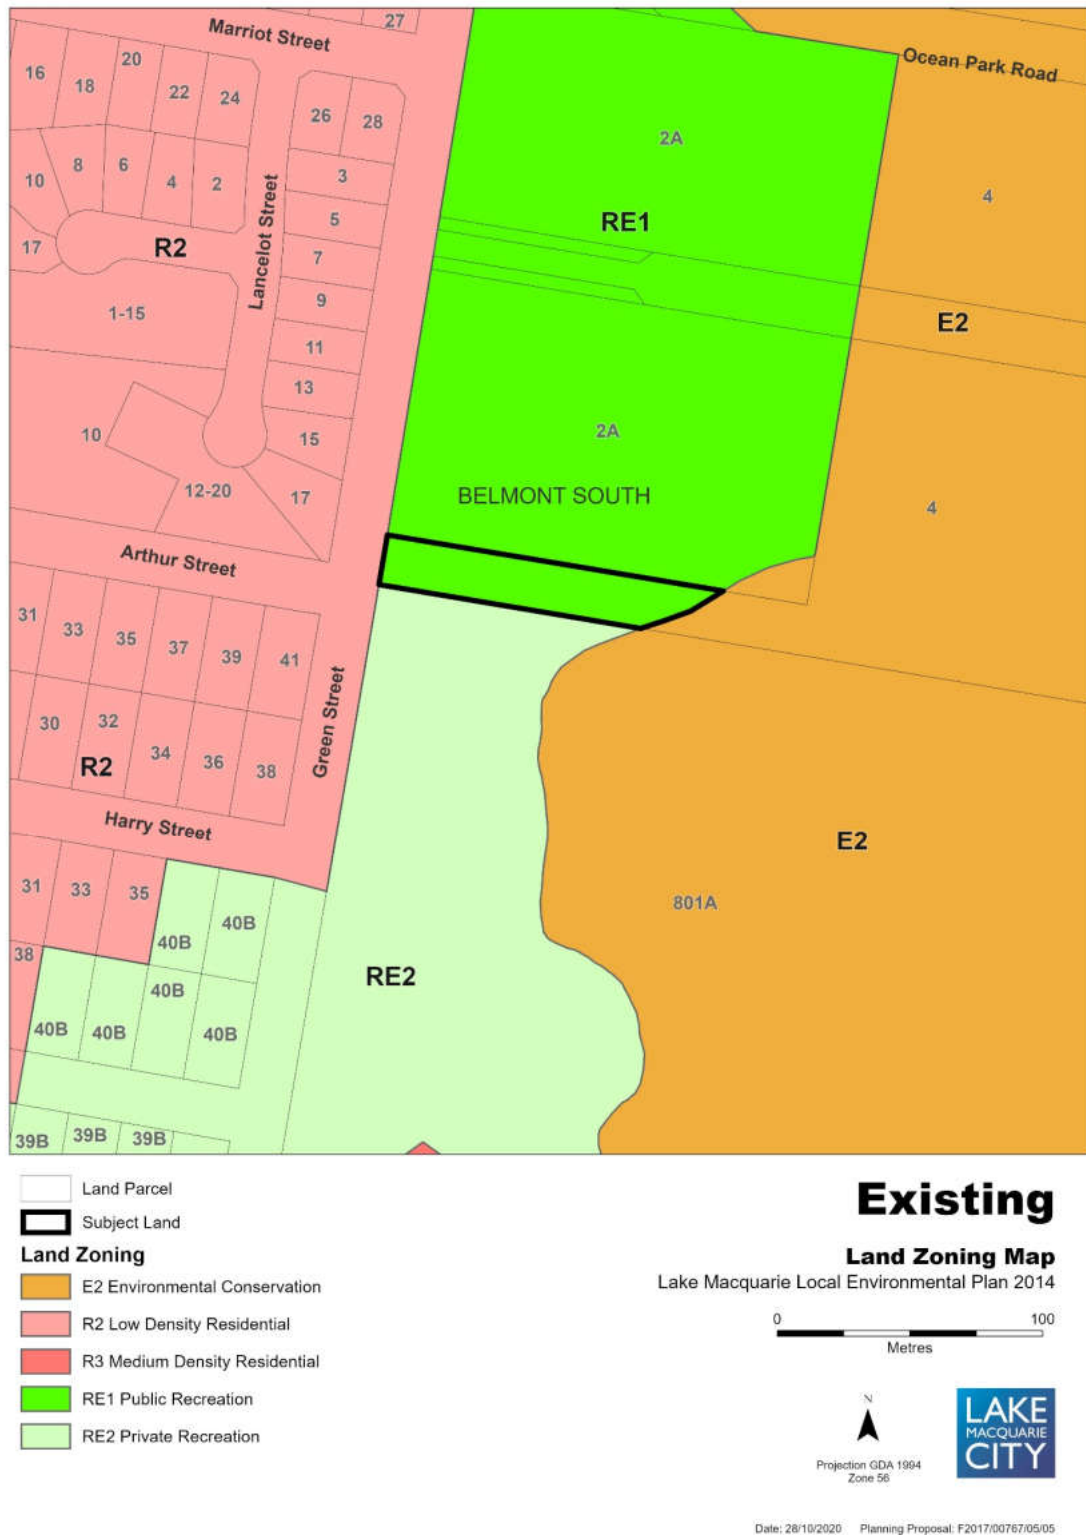 27
Marriot Street
Ocean Park Road
16
18
20
22
24
26
28
2A
4
10
8
6
4
2
3
5
RE1
17
R2
Lancelot Street
7
9
11
13
15
17
1-15
E2
10
12-20
2A
BELMONT SOUTH
4
Arthur Street
31
33
35
37
39
41
30
32
34
36
38
R2
Green Street
Harry Street
E2
31
33
35
40B
40B
801A
38
40B
40B
40B
40B
RE2
39B
39B
39B
Land Parcel
Subject Land
Land Zoning
E2 Environmental Conservation
R2 Low Density Residential
R3 Medium Density Residential
RE1 Public Recreation
RE2 Private Recreation
Existing
Land Zoning Map
Lake Macquarie Local Environmental Plan 2014
0 100
Metres
N
Projection GDA 1994
Zone 56
LAKE
MACQUARIE
CITY
Date: 28/10/2020 Planning Proposal: F2017/00767/05/05